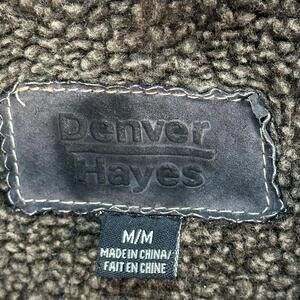 Denver
Hayes
M/M
MADE IN CHINA/
FAIT EN CHINE